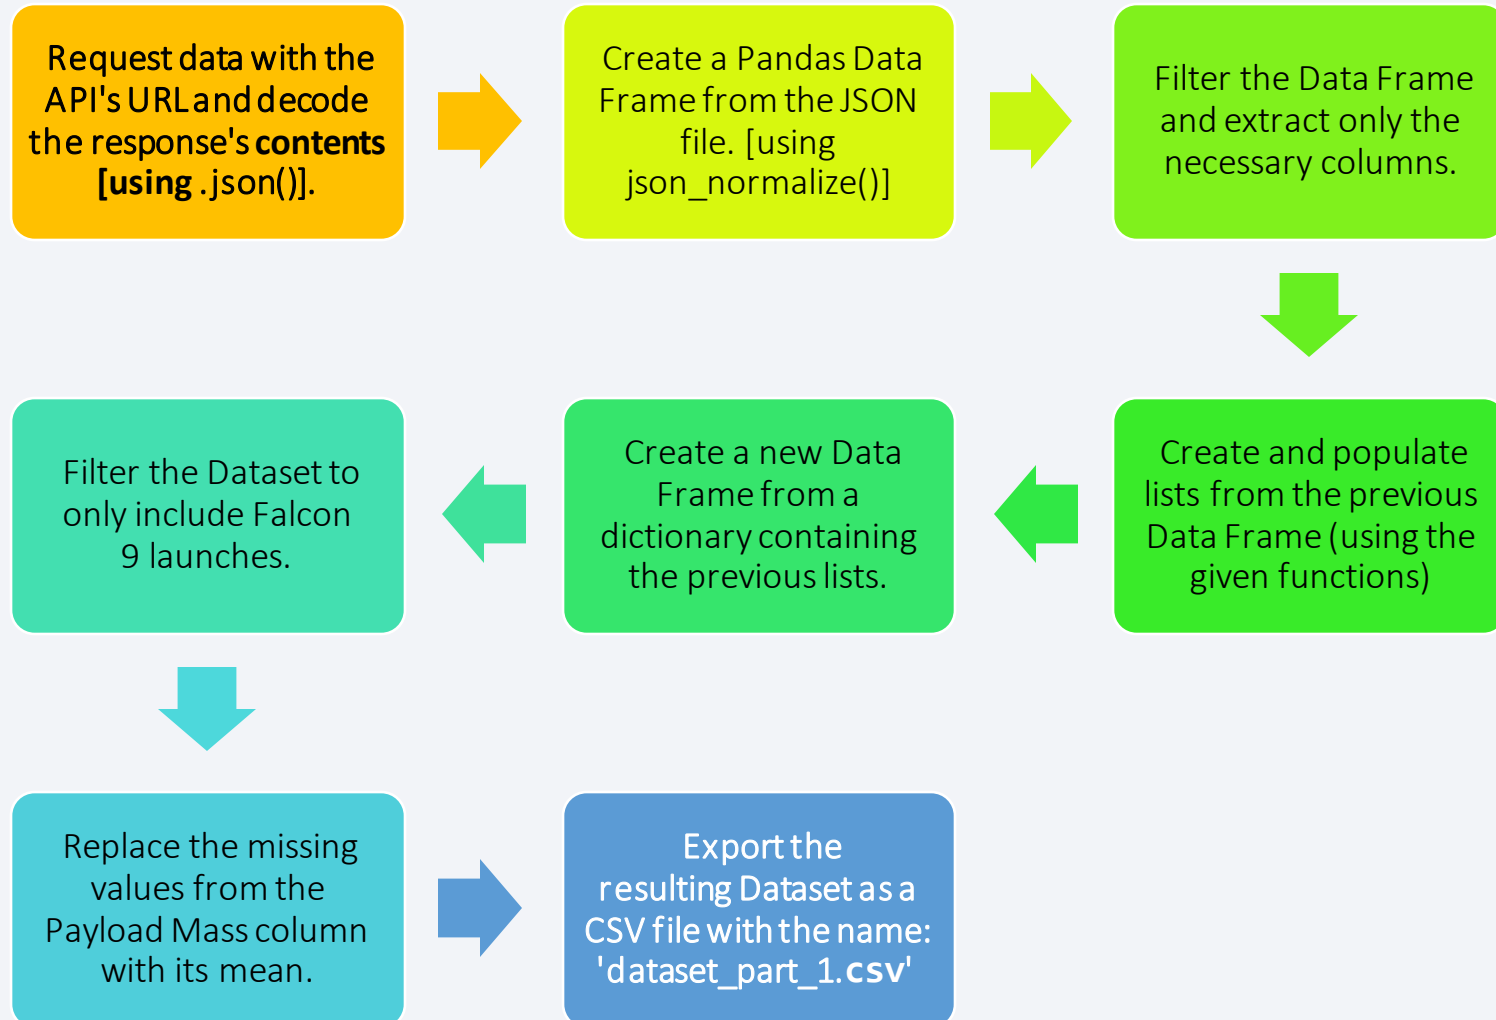 Request data with the
API's URL and decode
the response's contents
[using .json()].
Create a Pandas Data
Frame from the JSON
file. [using
json_normalize()]
Filter the Data Frame
and extract only the
necessary columns.
Create and populate
lists from the previous
Data Frame (using the
given functions)
Create a new Data
Frame from a
dictionary containing
the previous lists.
Filter the Dataset to
only include Falcon
9 launches.
Replace the missing
values from the
Payload Mass column
with its mean.
Export the
resulting Dataset as a
CSV file with the name:
'dataset_part_1.csv'